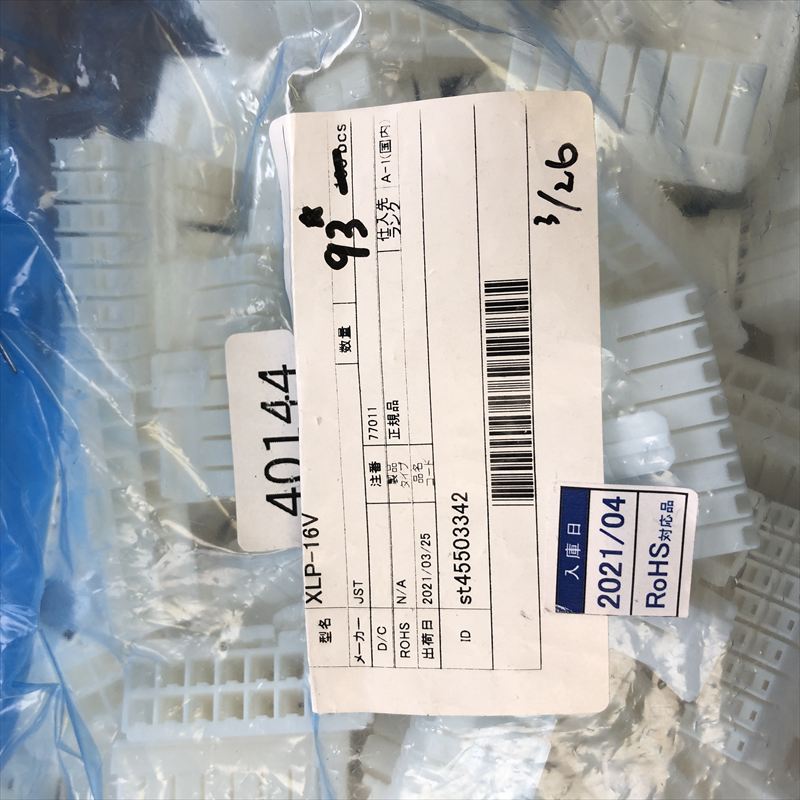 型名 XLP-16V 数量 93 pcs
メーカー JST
D/C 注番 77011 仕入先ランク A-1(国内)
ROHS N/A 製品タイプ 正規品
出荷日 2021/03/25 品名コード
ID st45503342
3/26
40144
入庫日
2021/04
RoHS対応品